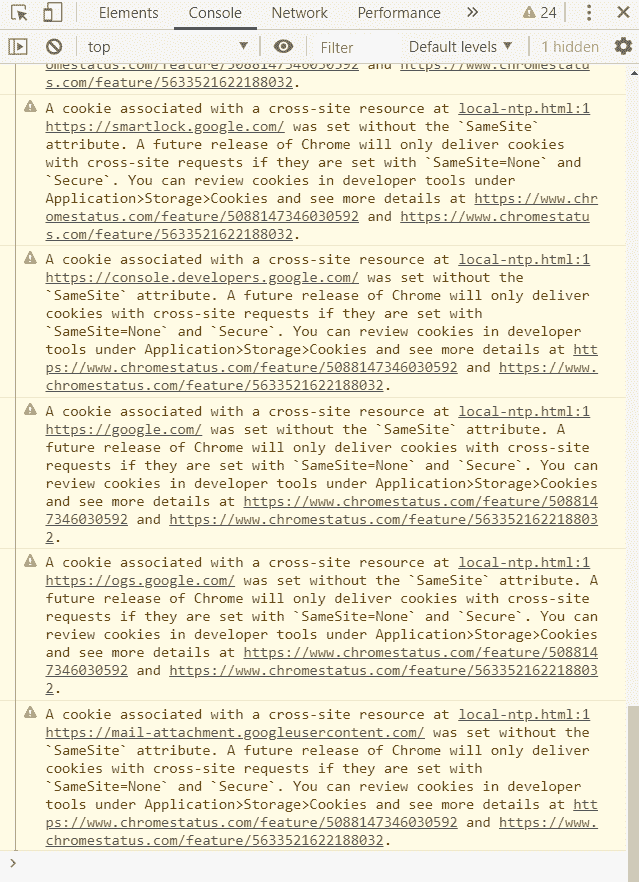 Elements Console Network Performance » 24
top Filter Default levels 1 hidden
omestatus.com/feature/5088147346030592 and https://www.chromestatu
s.com/feature/5633521622188032.
A cookie associated with a cross-site resource at local-ntp.html:1
https://smartlock.google.com/ was set without the `SameSite`
attribute. A future release of Chrome will only deliver cookies
with cross-site requests if they are set with `SameSite=None` and
`Secure`. You can review cookies in developer tools under
Application>Storage>Cookies and see more details at https://www.chr
omestatus.com/feature/5088147346030592 and https://www.chromestatu
s.com/feature/5633521622188032.
A cookie associated with a cross-site resource at local-ntp.html:1
https://console.developers.google.com/ was set without the
`SameSite` attribute. A future release of Chrome will only deliver
cookies with cross-site requests if they are set with
`SameSite=None` and `Secure`. You can review cookies in developer
tools under Application>Storage>Cookies and see more details at htt
ps://www.chromestatus.com/feature/5088147346030592 and https://www.
chromestatus.com/feature/5633521622188032.
A cookie associated with a cross-site resource at local-ntp.html:1
https://google.com/ was set without the `SameSite` attribute. A
future release of Chrome will only deliver cookies with cross-site
requests if they are set with `SameSite=None` and `Secure`. You can
review cookies in developer tools under Application>Storage>Cookies
and see more details at https://www.chromestatus.com/feature/508814
7346030592 and https://www.chromestatus.com/feature/563352162218803
2.
A cookie associated with a cross-site resource at local-ntp.html:1
https://ogs.google.com/ was set without the `SameSite` attribute. A
future release of Chrome will only deliver cookies with cross-site
requests if they are set with `SameSite=None` and `Secure`. You can
review cookies in developer tools under Application>Storage>Cookies
and see more details at https://www.chromestatus.com/feature/508814
7346030592 and https://www.chromestatus.com/feature/563352162218803
2.
A cookie associated with a cross-site resource at local-ntp.html:1
https://mail-attachment.googleusercontent.com/ was set without the
`SameSite` attribute. A future release of Chrome will only deliver
cookies with cross-site requests if they are set with
`SameSite=None` and `Secure`. You can review cookies in developer
tools under Application>Storage>Cookies and see more details at htt
ps://www.chromestatus.com/feature/5088147346030592 and https://www.
chromestatus.com/feature/5633521622188032.